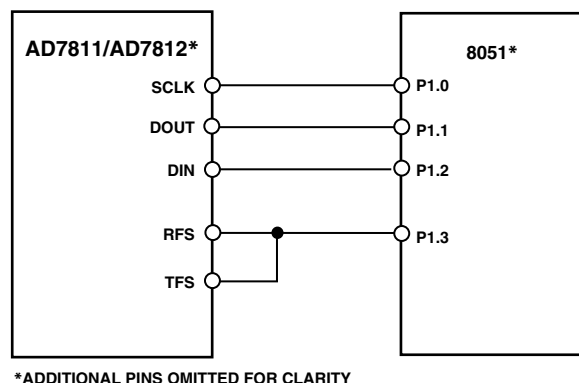 AD7811/AD7812*
8051*
SCLK
P1.0
DOUT
P1.1
DIN
P1.2
RFS
P1.3
TFS
*ADDITIONAL PINS OMITTED FOR CLARITY